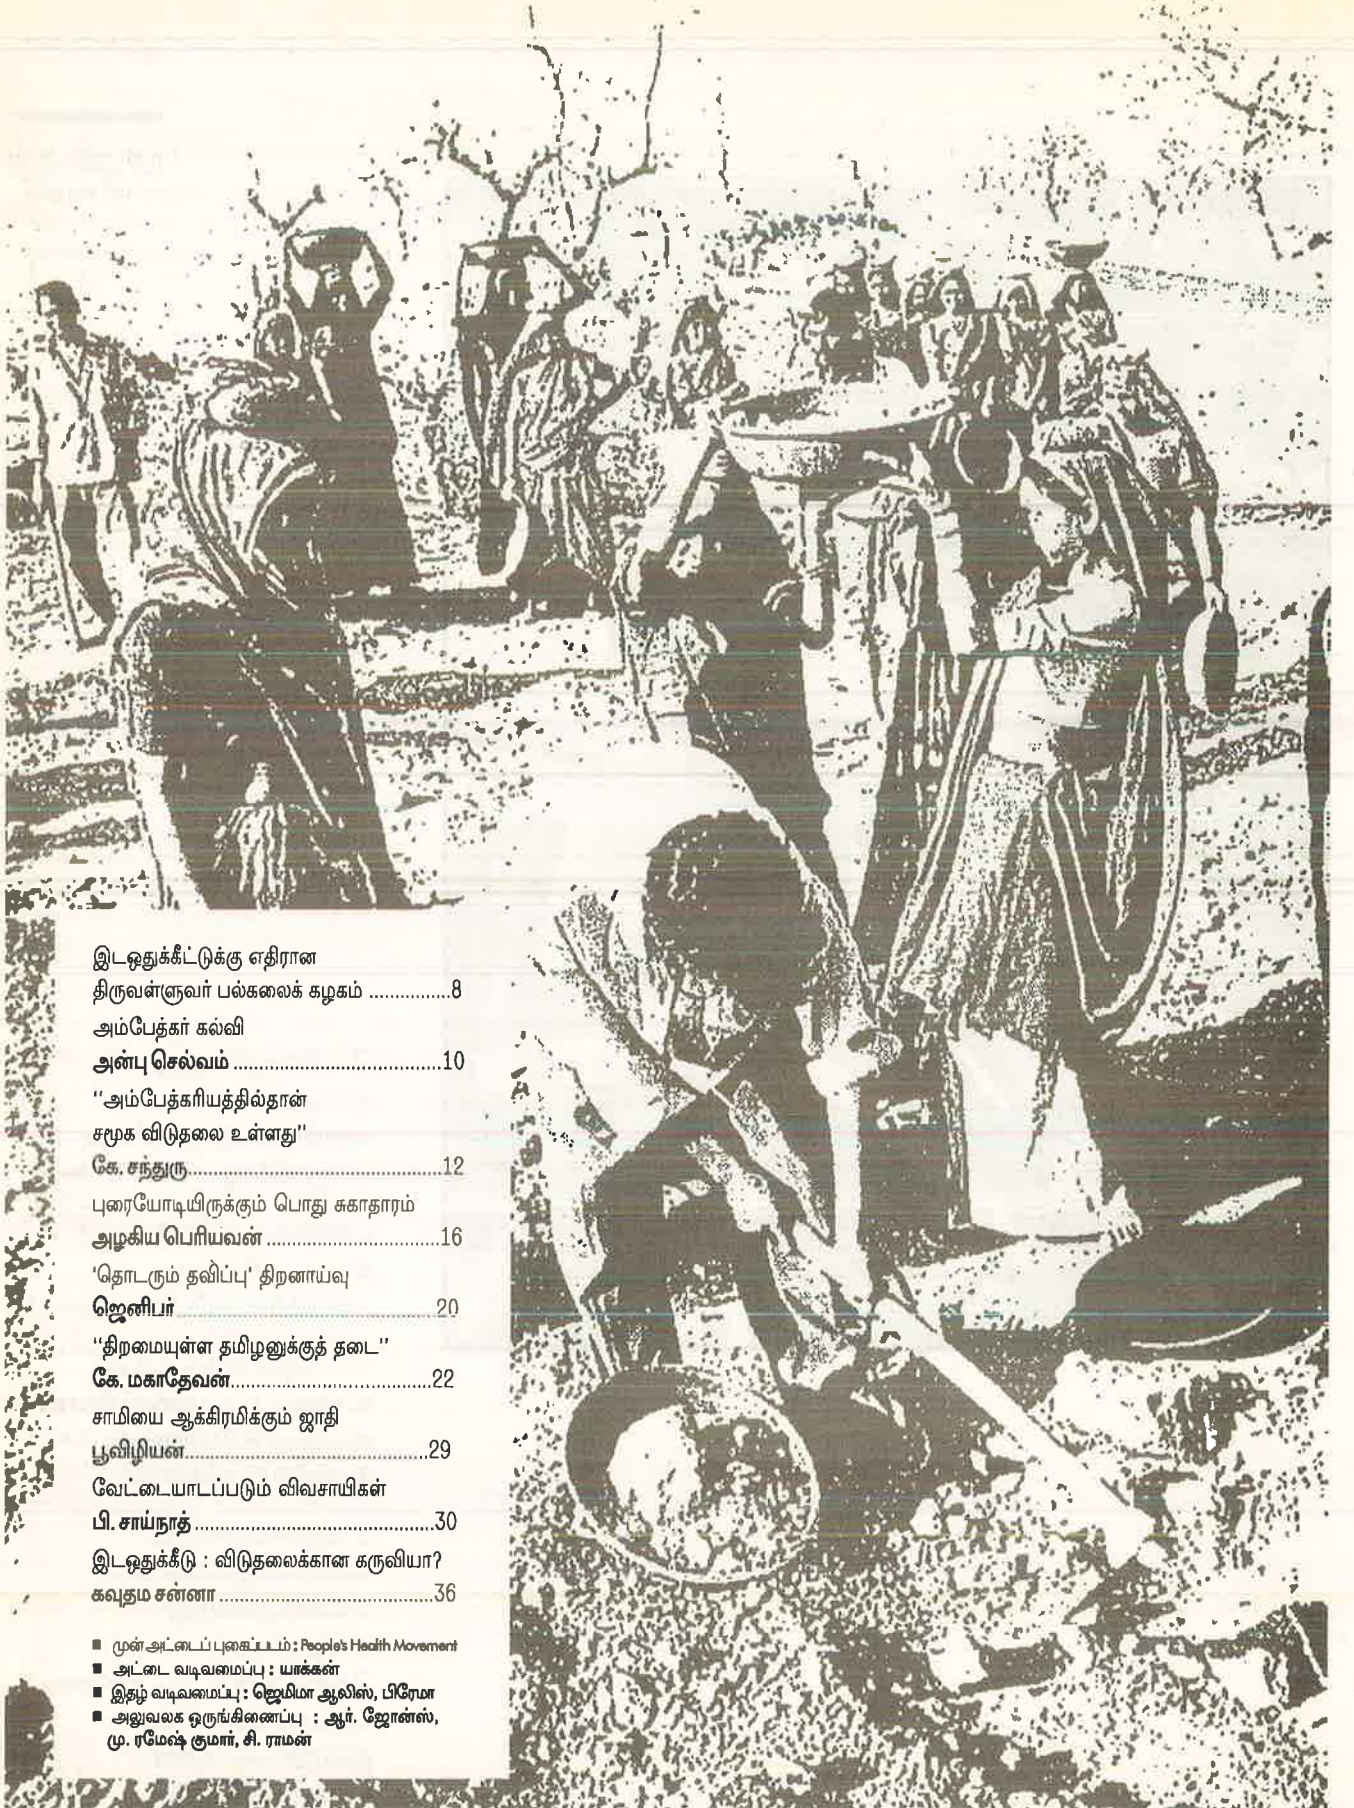 இடஒதுக்கீட்டுக்கு எதிரான
திருவள்ளுவர் பல்கலைக் கழகம் ................8
அம்பேத்கர் கல்வி
அன்பு செல்வம் ........................................10
“அம்பேத்கரியத்தில்தான்
சமூக விடுதலை உள்ளது”
கே. சந்துரு.................................................12
புரையோடியிருக்கும் பொது சுகாதாரம்
அழகிய பெரியவன் ..................................16
'தொடரும் தவிப்பு' திறனாய்வு
ஜெனிபர் ..................................................20
“திறமையுள்ள தமிழனுக்குத் தடை”
கே. மகாதேவன்.......................................22
சாமியை ஆக்கிரமிக்கும் ஜாதி
பூவிழியன்................................................29
வேட்டையாடப்படும் விவசாயிகள்
பி. சாய்நாத் ..............................................30
இடஒதுக்கீடு : விடுதலைக்கான கருவியா?
கவுதம சன்னா .........................................36
■ முன் அட்டைப் புகைப்படம் : People's Health Movement
■ அட்டை வடிவமைப்பு : யாக்கன்
■ இதழ் வடிவமைப்பு : ஜெமிமா ஆலிஸ், பிரேமா
■ அலுவலக ஒருங்கிணைப்பு : ஆர். ஜோன்ஸ்,
மு. ரமேஷ் குமார், சி. ராமன்